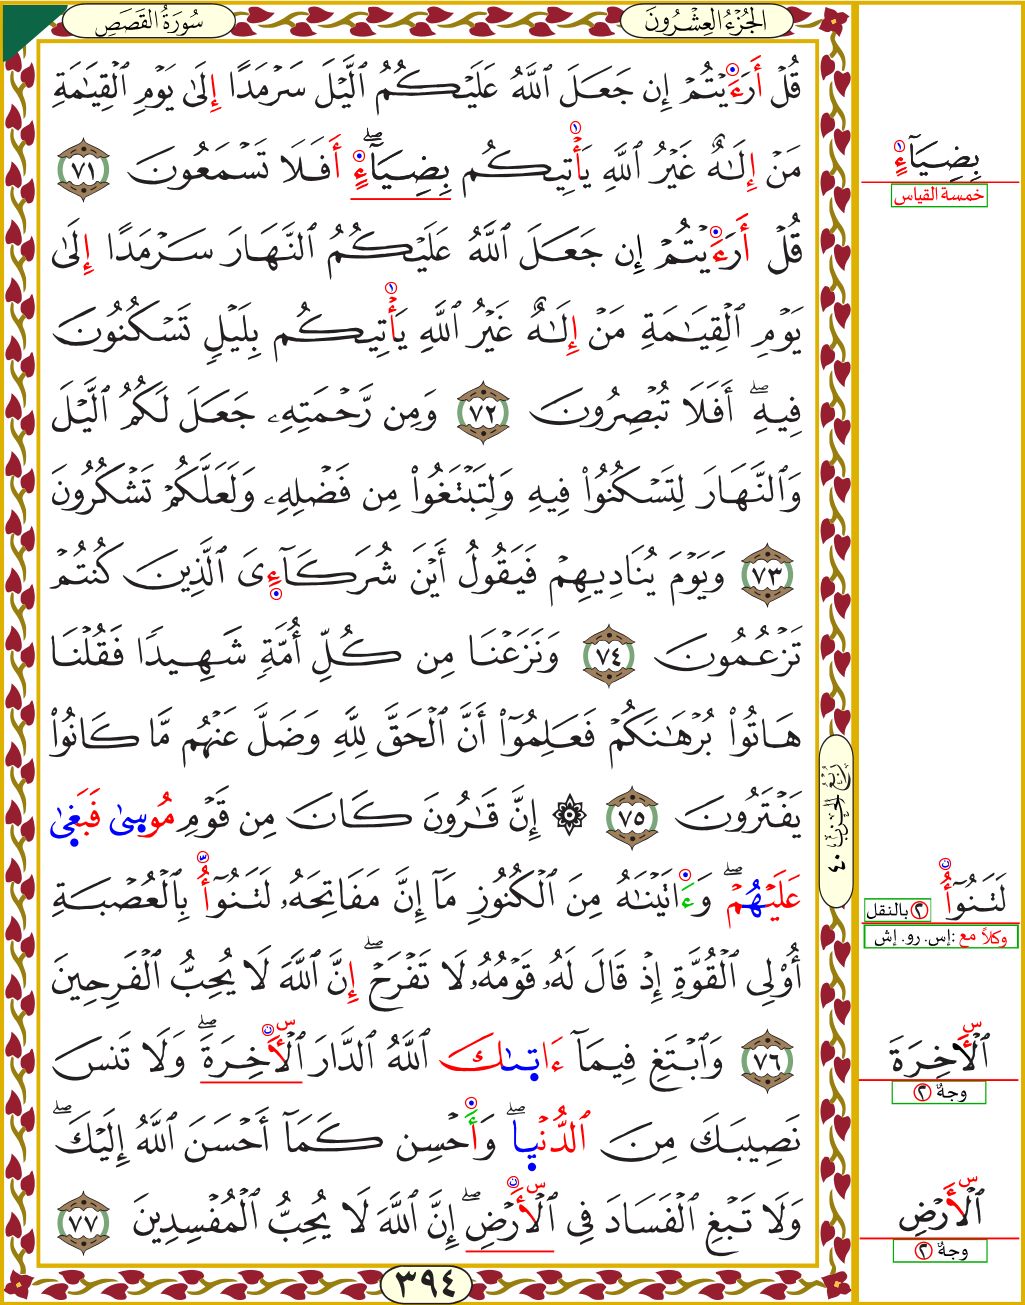 سُورَةُ القَصَصِ
الجُزْءُ العِشْرُونَ
قُلۡ أَرَءَيۡتُمۡ إِن جَعَلَ ٱللَّهُ عَلَيۡكُمُ ٱلَّيۡلَ سَرۡمَدًا إِلَىٰ يَوۡمِ ٱلۡقِيَٰمَةِ
مَنۡ إِلَٰهٌ غَيۡرُ ٱللَّهِ يَأۡتِيكُم بِضِيَآءٍۖ أَفَلَا تَسۡمَعُونَ ٧١
قُلۡ أَرَءَيۡتُمۡ إِن جَعَلَ ٱللَّهُ عَلَيۡكُمُ ٱلنَّهَارَ سَرۡمَدًا إِلَىٰ
يَوۡمِ ٱلۡقِيَٰمَةِ مَنۡ إِلَٰهٌ غَيۡرُ ٱللَّهِ يَأۡتِيكُم بِلَيۡلٖ تَسۡكُنُونَ
فِيهِۖ أَفَلَا تُبۡصِرُونَ ٧٢ وَمِن رَّحۡمَتِهِۦ جَعَلَ لَكُمُ ٱلَّيۡلَ
وَٱلنَّهَارَ لِتَسۡكُنُواْ فِيهِ وَلِتَبۡتَغُواْ مِن فَضۡلِهِۦ وَلَعَلَّكُمۡ تَشۡكُرُونَ
٧٣ وَيَوۡمَ يُنَادِيهِمۡ فَيَقُولُ أَيۡنَ شُرَكَآءِيَ ٱلَّذِينَ كُنتُمۡ
تَزۡعُمُونَ ٧٤ وَنَزَعۡنَا مِن كُلِّ أُمَّةٖ شَهِيدٗا فَقُلۡنَا
هَاتُواْ بُرۡهَٰنَكُمۡ فَعَلِمُوٓاْ أَنَّ ٱلۡحَقَّ لِلَّهِ وَضَلَّ عَنۡهُم مَّا كَانُواْ
يَفۡتَرُونَ ٧٥ ۞ إِنَّ قَٰرُونَ كَانَ مِن قَوۡمِ مُوسَىٰ فَبَغَىٰ
عَلَيۡهُمۡۖ وَءَاتَيۡنَٰهُ مِنَ ٱلۡكُنُوزِ مَآ إِنَّ مَفَاتِحَهُۥ لَتَنُوٓأُ بِٱلۡعُصۡبَةِ
أُوْلِي ٱلۡقُوَّةِ إِذۡ قَالَ لَهُۥ قَوۡمُهُۥ لَا تَفۡرَحۡۖ إِنَّ ٱللَّهَ لَا يُحِبُّ ٱلۡفَرِحِينَ
٧٦ وَٱبۡتَغِ فِيمَآ ءَاتَىٰكَ ٱللَّهُ ٱلدَّارَ ٱلۡأٓخِرَةَۖ وَلَا تَنسَ
نَصِيبَكَ مِنَ ٱلدُّنۡيَاۖ وَأَحۡسِن كَمَآ أَحۡسَنَ ٱللَّهُ إِلَيۡكَۖ
وَلَا تَبۡغِ ٱلۡفَسَادَ فِي ٱلۡأَرۡضِۖ إِنَّ ٱللَّهَ لَا يُحِبُّ ٱلۡمُفۡسِدِينَ ٧٧
٣٩٤
رُبْعُ الحِزْبِ ٤٠
بِضِيَآءٍ
خمسة القياس
لَتَنُوٓأُ
٢ بالنقل
وكلاً مع: إس. رو. إش
ٱلۡأٓخِرَةَ
وجهٌ ٢
ٱلۡأَرۡضِ
وجهٌ ٢